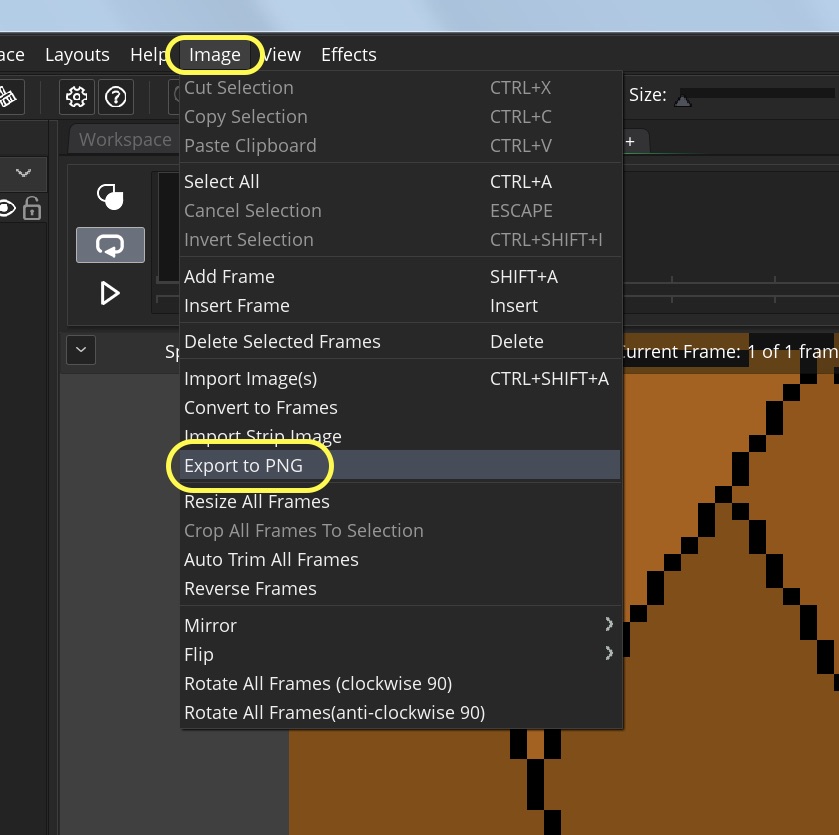 ace Layouts Help Image View Effects
Size:
Workspace +
Cut Selection CTRL+X
Copy Selection CTRL+C
Paste Clipboard CTRL+V
Select All CTRL+A
Cancel Selection ESCAPE
Invert Selection CTRL+SHIFT+I
Add Frame SHIFT+A
Insert Frame Insert
Delete Selected Frames Delete
Import Image(s) CTRL+SHIFT+A
Convert to Frames
Import Strip Image
Export to PNG
Resize All Frames
Crop All Frames To Selection
Auto Trim All Frames
Reverse Frames
Mirror
Flip
Rotate All Frames (clockwise 90)
Rotate All Frames(anti-clockwise 90)
Sp
urrent Frame: 1 of 1 fram